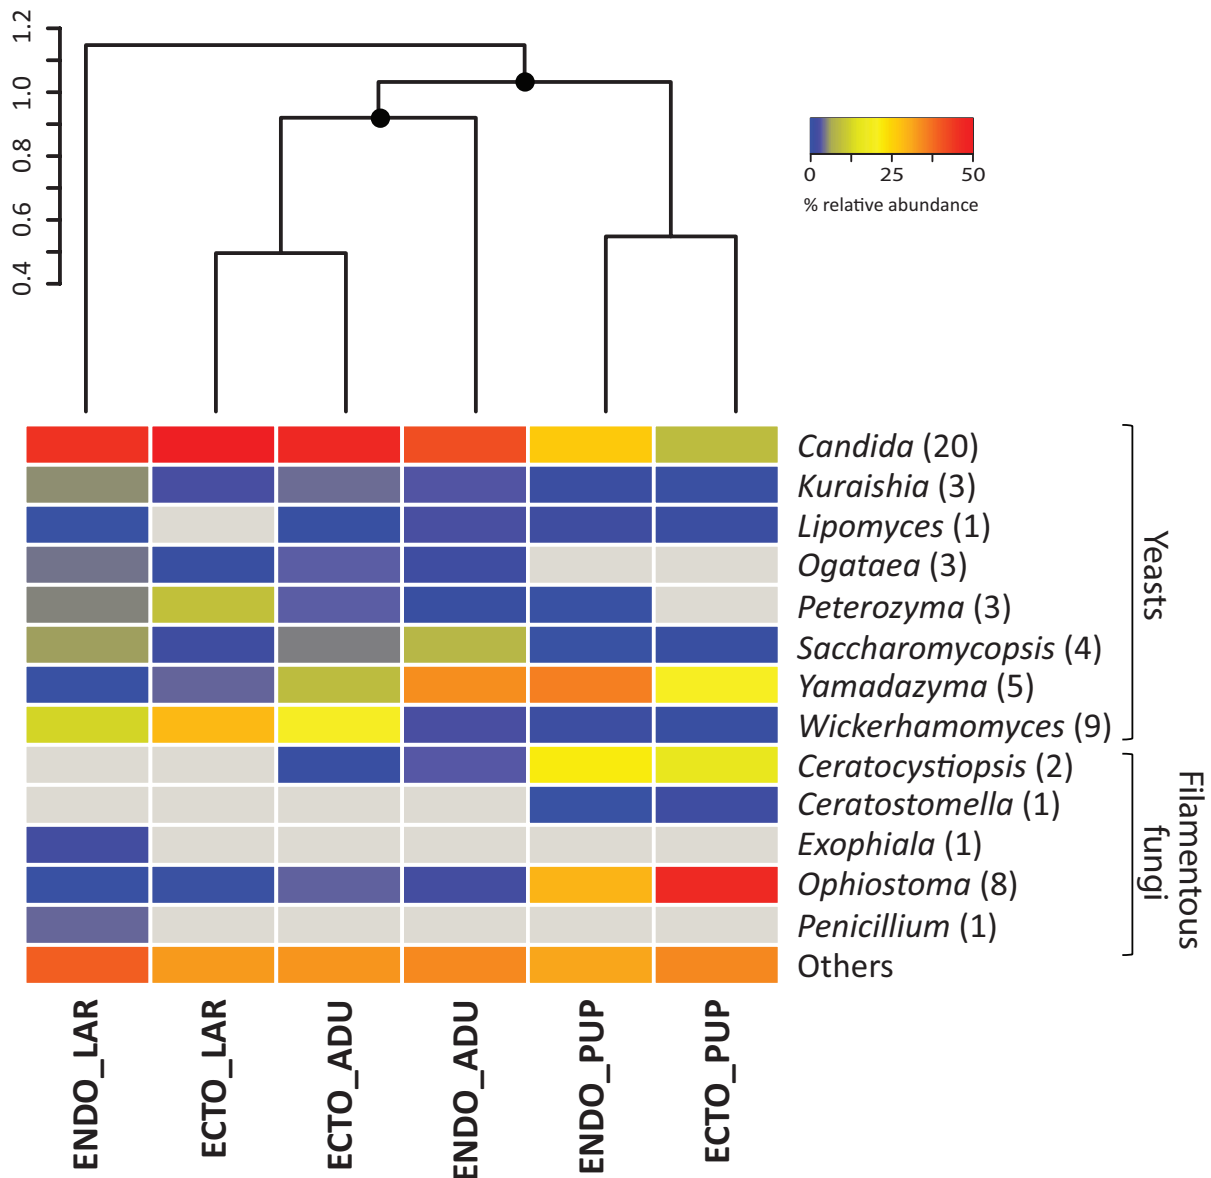 1.2
1.0
0.8
0.6
0.4
0 25 50
% relative abundance
Candida (20)
Kuraishia (3)
Lipomyces (1)
Ogataea (3)
Peterozyma (3)
Saccharomycopsis (4)
Yamadazyma (5)
Wickerhamomyces (9)
Yeasts
Ceratocystiopsis (2)
Ceratostomella (1)
Exophiala (1)
Ophiostoma (8)
Penicillium (1)
Filamentous
fungi
Others
ENDO_LAR
ECTO_LAR
ECTO_ADU
ENDO_ADU
ENDO_PUP
ECTO_PUP